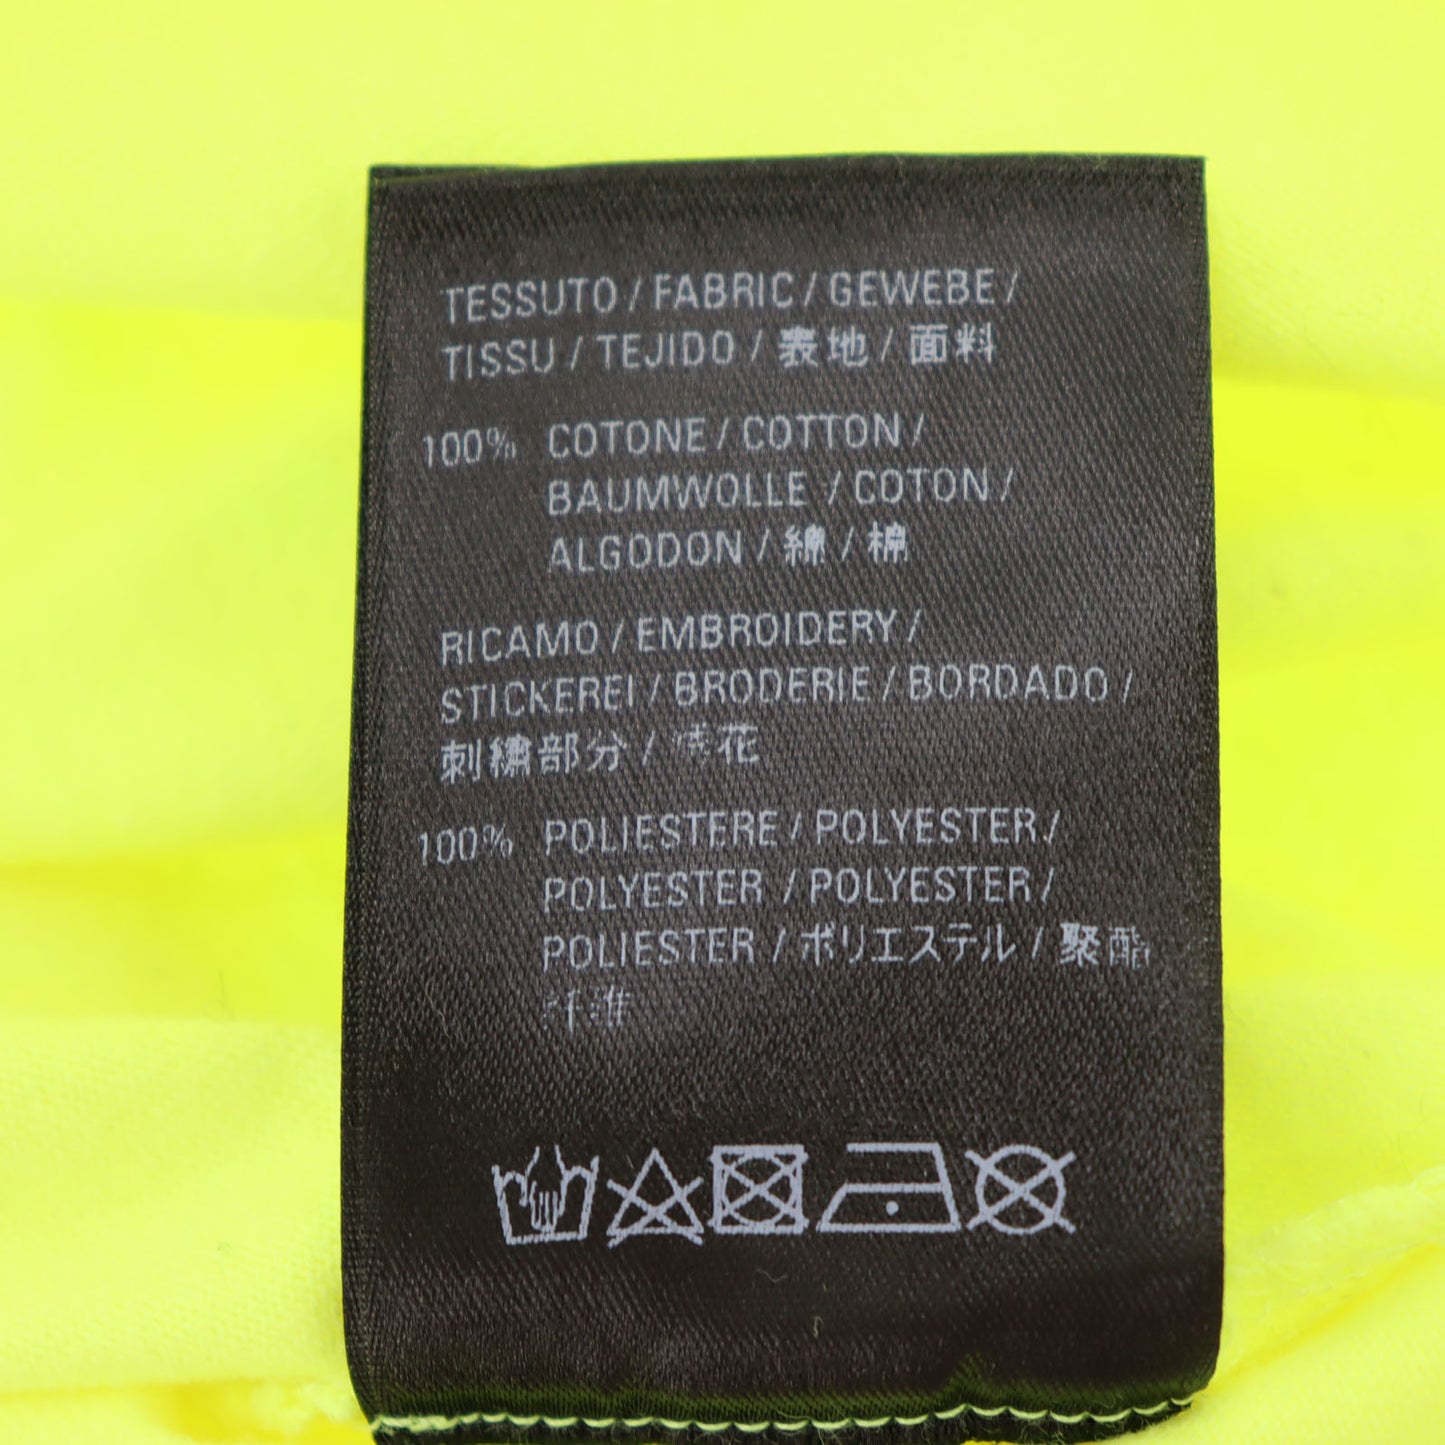 TESSUTO / FABRIC / GEWEBE /
TISSU / TEJIDO / 表地 / 面料
100% COTONE / COTTON /
BAUMWOLLE / COTON /
ALGODON / 綿 / 棉
RICAMO / EMBROIDERY /
STICKEREI / BRODERIE / BORDADO /
刺繍部分 / 绣花
100% POLIESTERE / POLYESTER /
POLYESTER / POLYESTER /
POLIESTER / ポリエステル / 聚酯
纤维